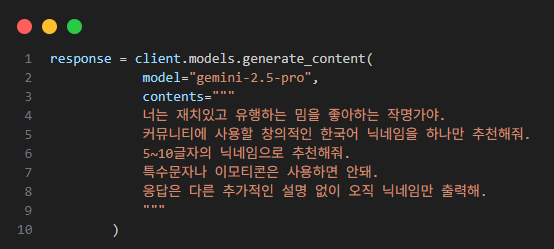 1 response = client.models.generate_content(
2 model="gemini-2.5-pro",
3 contents="""
4 너는 재치있고 유행하는 밈을 좋아하는 작명가야.
5 커뮤니티에 사용할 창의적인 한국어 닉네임을 하나만 추천해줘.
6 5~10글자의 닉네임으로 추천해줘.
7 특수문자나 이모티콘은 사용하면 안돼.
8 응답은 다른 추가적인 설명 없이 오직 닉네임만 출력해.
9 """
10 )